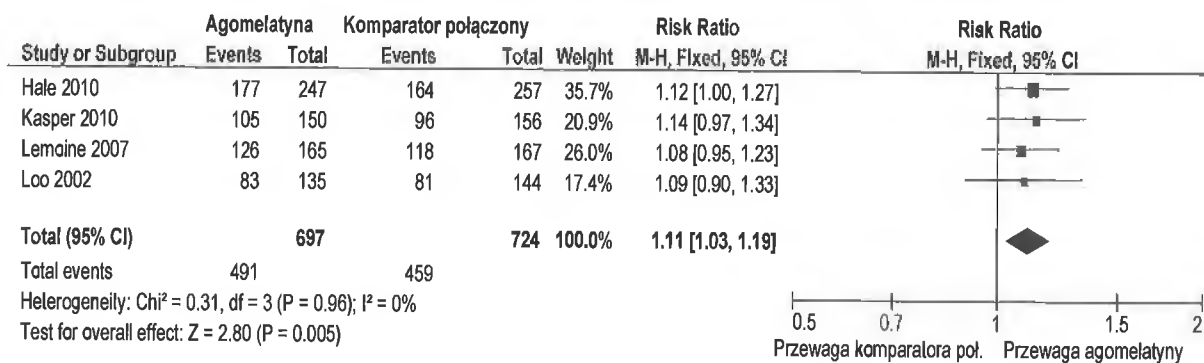 Agomelatyna Komparator połączony Risk Ratio Risk Ratio
Study or Subgroup Events Total Events Total Weight M-H, Fixed, 95% CI M-H, Fixed, 95% CI
Hale 2010 177 247 164 257 35.7% 1.12 [1.00, 1.27]
Kasper 2010 105 150 96 156 20.9% 1.14 [0.97, 1.34]
Lemoine 2007 126 165 118 167 26.0% 1.08 [0.95, 1.23]
Loo 2002 83 135 81 144 17.4% 1.09 [0.90, 1.33]
Total (95% CI) 697 724 100.0% 1.11 [1.03, 1.19]
Total events 491 459
Heterogeneity: Chi² = 0.31, df = 3 (P = 0.96); I² = 0%
Test for overall effect: Z = 2.80 (P = 0.005)
0.5 0.7 1 1.5 2
Przewaga komparatora poł. Przewaga agomelatyny